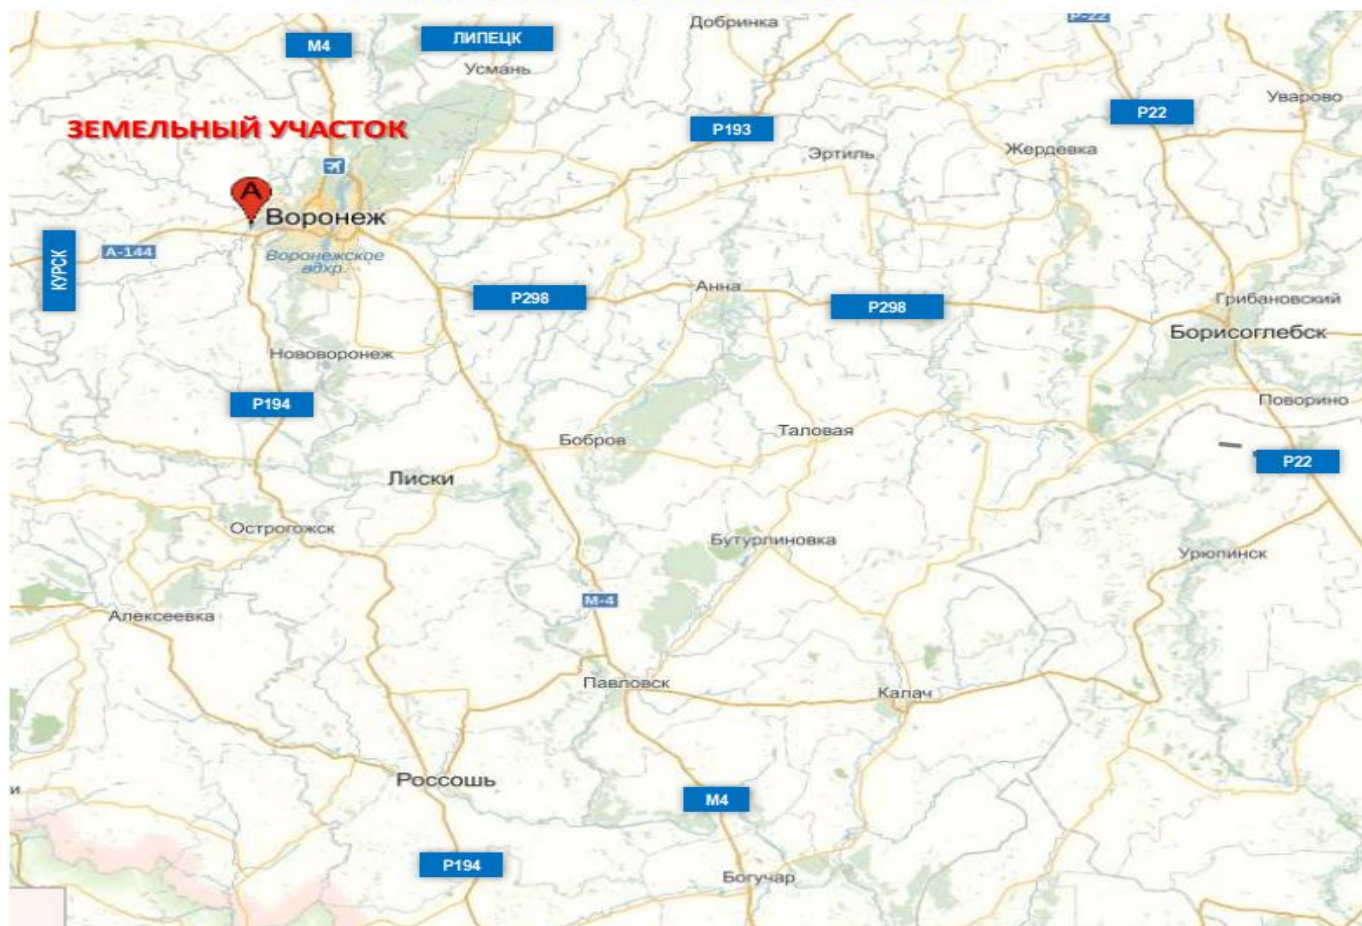 Добринка
Р-22
М4
ЛИПЕЦК
Усмань
Уварово
Р22
ЗЕМЕЛЬНЫЙ УЧАСТОК
Р193
Эртиль
Жердевка
А
Воронеж
КУРСК
А-144
Воронежское
вдхр.
Р298
Анна
Р298
Грибановский
Борисоглебск
Нововоронеж
Р194
Поворино
Бобров
Таловая
Р22
Лиски
Острогожск
Бутурлиновка
Урюпинск
М-4
Алексеевка
Павловск
Калач
Россошь
и
М4
Р194
Богучар